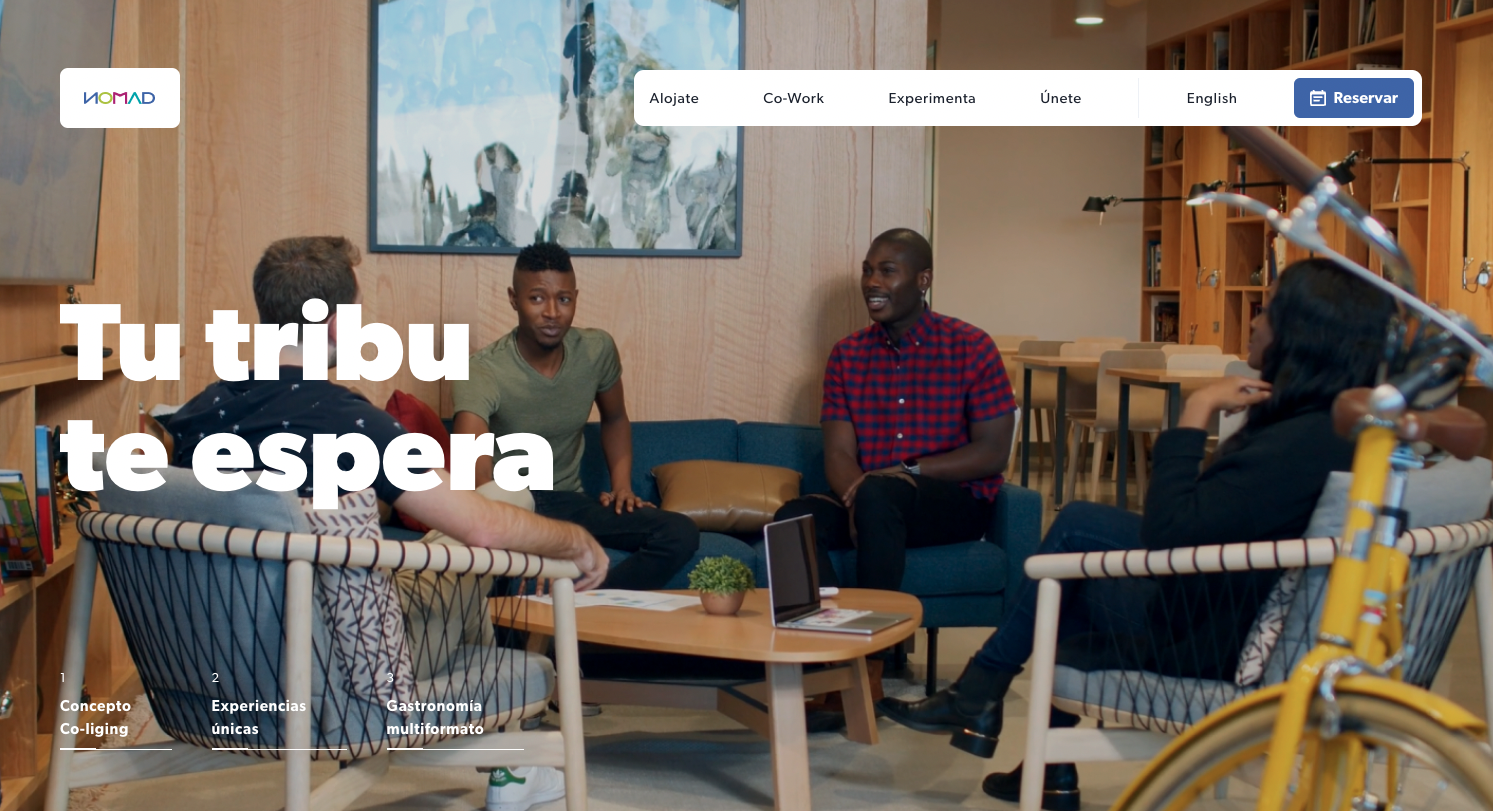 NOMAD
Alojate
Co-Work
Experimenta
Únete
English
Reservar
Tu tribu
te espera
1
Concepto
Co-liging
2
Experiencias
únicas
3
Gastronomía
multiformato